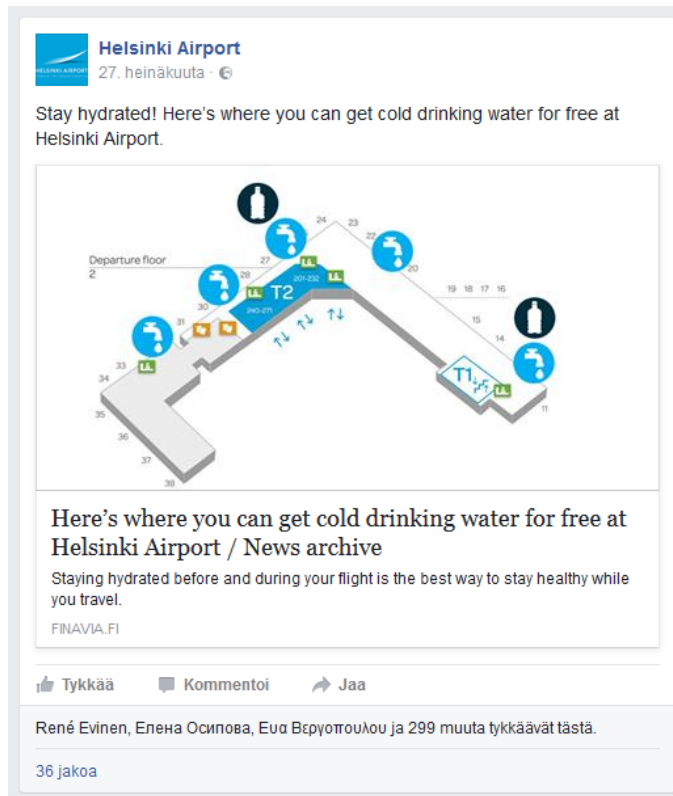 HELSINKI AIRPORT
Helsinki Airport
27. heinäkuuta ·
Stay hydrated! Here's where you can get cold drinking water for free at
Helsinki Airport.
Departure floor
2
24
23
22
20
27
28
30
31
33
34
35
36
37
38
201-232
T2
240-271
19 18 17 16
15
14
T1
11
Here's where you can get cold drinking water for free at
Helsinki Airport / News archive
Staying hydrated before and during your flight is the best way to stay healthy while
you travel.
FINAVIA.FI
Tykkää Kommentoi Jaa
René Evinen, Елена Осипова, Ευα Βεργοπουλου ja 299 muuta tykkäävät tästä.
36 jakoa